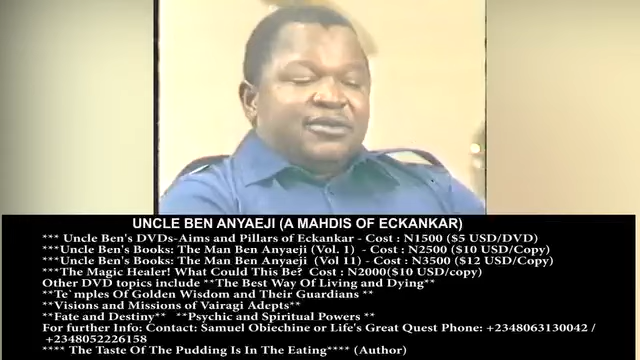 UNCLE BEN ANYAEJI (A MAHDIS OF ECKANKAR)
*** Uncle Ben's DVDs-Aims and Pillars of Eckankar - Cost : N1500 ($5 USD/DVD)
***Uncle Ben's Books: The Man Ben Anyaeji (Vol. 1)  - Cost : N2500 ($10 USD/Copy)
***Uncle Ben's Books: The Man Ben Anyaeji  (Vol 11) - Cost : N3500 ($12 USD/Copy)
***The Magic Healer! What Could This Be?  Cost : N2000($10 USD/copy)
Other DVD topics include **The Best Way Of Living and Dying**
**Te`mples Of Golden Wisdom and Their Guardians **
**Visions and Missions of Vairagi Adepts**
**Fate and Destiny**   **Psychic and Spiritual Powers **
For further Info: Contact: Samuel Obiechine or Life's Great Quest Phone: +2348063130042 /
+2348052226158
**** The Taste Of The Pudding Is In The Eating**** (Author)